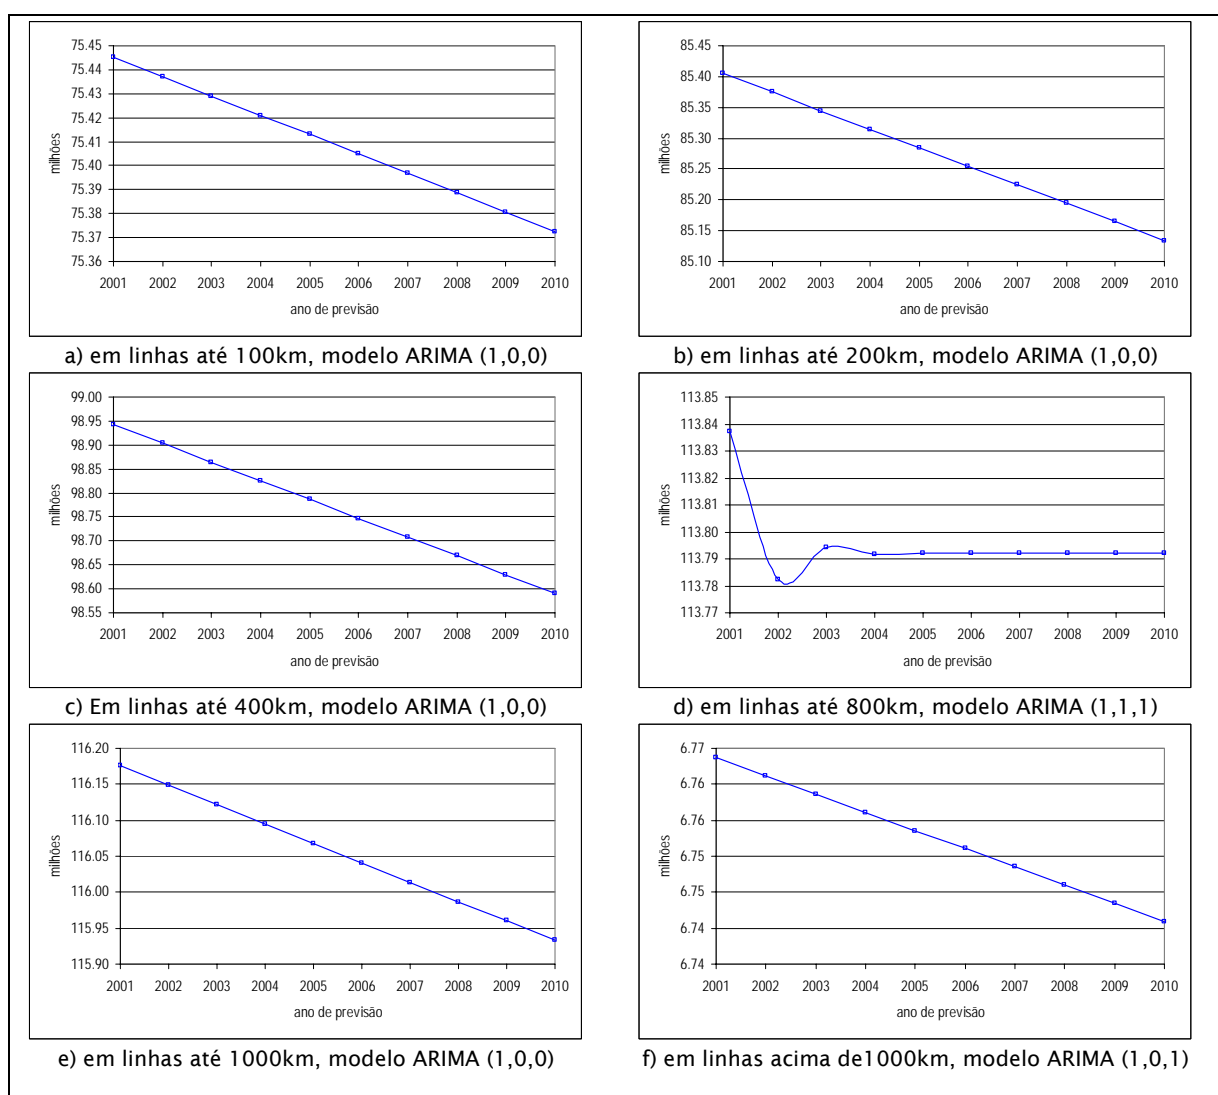 75.45
75.44
75.43
75.42
75.41
75.40
75.39
75.38
75.37
75.36
milhões
2001 2002 2003 2004 2005 2006 2007 2008 2009 2010
ano de previsão
a) em linhas até 100km, modelo ARIMA (1,0,0)
85.45
85.40
85.35
85.30
85.25
85.20
85.15
85.10
milhões
2001 2002 2003 2004 2005 2006 2007 2008 2009 2010
ano de previsão
b) em linhas até 200km, modelo ARIMA (1,0,0)
99.00
98.95
98.90
98.85
98.80
98.75
98.70
98.65
98.60
98.55
milhões
2001 2002 2003 2004 2005 2006 2007 2008 2009 2010
ano de previsão
c) Em linhas até 400km, modelo ARIMA (1,0,0)
113.85
113.84
113.83
113.82
113.81
113.80
113.79
113.78
113.77
milhões
2001 2002 2003 2004 2005 2006 2007 2008 2009 2010
ano de previsão
d) em linhas até 800km, modelo ARIMA (1,1,1)
116.20
116.15
116.10
116.05
116.00
115.95
115.90
milhões
2001 2002 2003 2004 2005 2006 2007 2008 2009 2010
ano de previsão
e) em linhas até 1000km, modelo ARIMA (1,0,0)
6.77
6.76
6.76
6.75
6.75
6.74
6.74
milhões
2001 2002 2003 2004 2005 2006 2007 2008 2009 2010
ano de previsão
f) em linhas acima de1000km, modelo ARIMA (1,0,1)